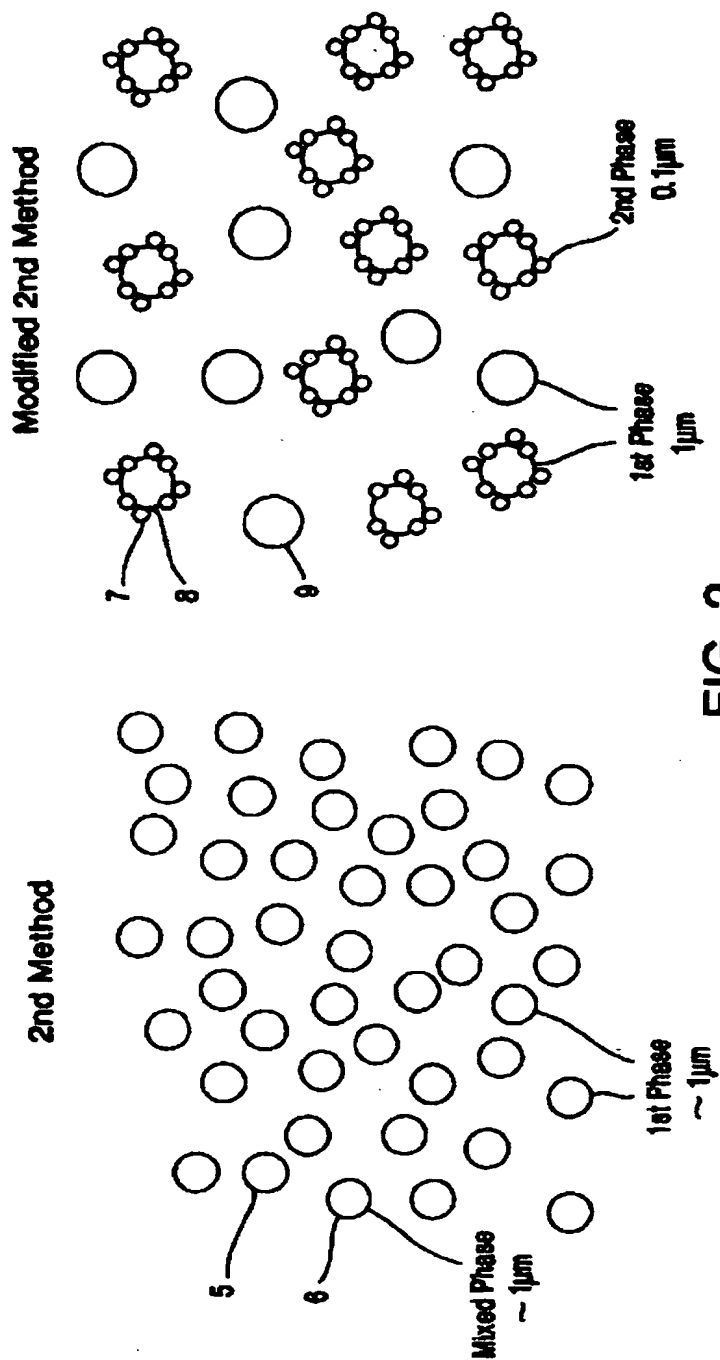 2nd Method
5
6
Mixed Phase
~ 1µm
1st Phase
~ 1µm
Modified 2nd Method
7
8
9
1st Phase
1µm
2nd Phase
0.1µm
FIG.